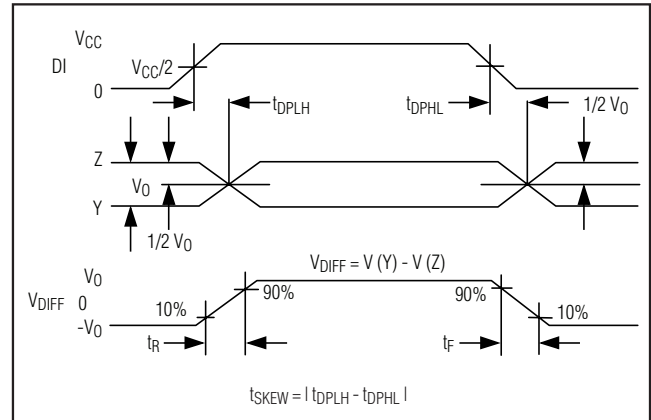 VCC
DI
VCC/2
0
tDPLH
tDPHL
1/2 VO
Z
VO
Y
1/2 VO
VDIFF = V (Y) - V (Z)
VO
VDIFF 0
-VO
10%
90%
90%
10%
tR
tF
tSKEW = | tDPLH - tDPHL |